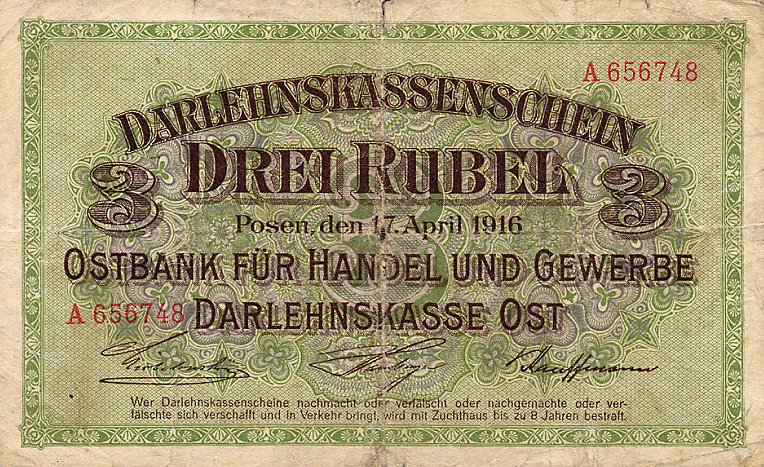 A 656748
DARLEHNSKASSENSCHEIN
3 DREI RUBEL 3
Posen, den 17. April 1916
OSTBANK FÜR HANDEL UND GEWERBE
A 656748 DARLEHNSKASSE OST
Kauffmann
Wer Darlehnskassenscheine nachmacht oder verfälscht oder nachgemachte oder ver-
fälschte sich verschafft und in Verkehr bringt, wird mit Zuchthaus bis zu 8 Jahren bestraft.